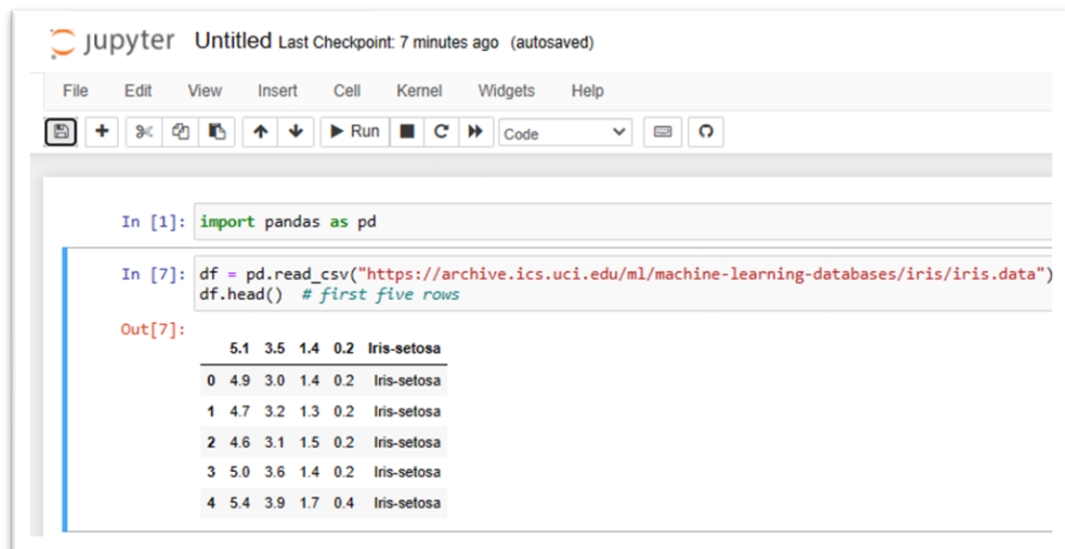 jupyter Untitled Last Checkpoint: 7 minutes ago (autosaved)
File Edit View Insert Cell Kernel Widgets Help
Run Code
In [1]: import pandas as pd
In [7]: df = pd.read_csv("https://archive.ics.uci.edu/ml/machine-learning-databases/iris/iris.data")
df.head() # first five rows
Out[7]:
5.1 3.5 1.4 0.2 Iris-setosa
0 4.9 3.0 1.4 0.2 Iris-setosa
1 4.7 3.2 1.3 0.2 Iris-setosa
2 4.6 3.1 1.5 0.2 Iris-setosa
3 5.0 3.6 1.4 0.2 Iris-setosa
4 5.4 3.9 1.7 0.4 Iris-setosa